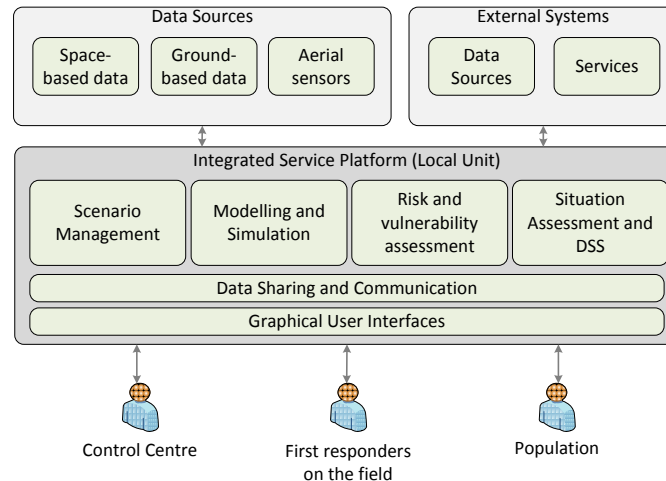 Data Sources
External Systems
Space-
based data
Ground-
based data
Aerial
sensors
Data
Sources
Services
Integrated Service Platform (Local Unit)
Scenario
Management
Modelling and
Simulation
Risk and
vulnerability
assessment
Situation
Assessment and
DSS
Data Sharing and Communication
Graphical User Interfaces
Control Centre
First responders
on the field
Population